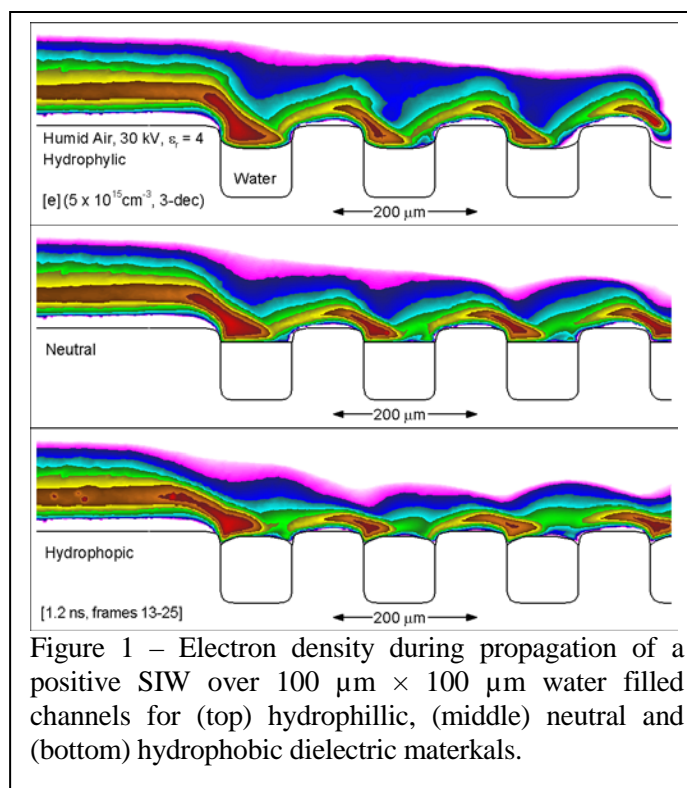 Humid Air, 30 kV, εr = 4
Hydrophylic
Water
[e] (5 x 10¹⁵cm⁻³, 3-dec)
200 µm
Neutral
200 µm
Hydrophopic
[1.2 ns, frames 13-25]
200 µm
Figure 1 – Electron density during propagation of a
positive SIW over 100 µm × 100 µm water filled
channels for (top) hydrophillic, (middle) neutral and
(bottom) hydrophobic dielectric materkals.